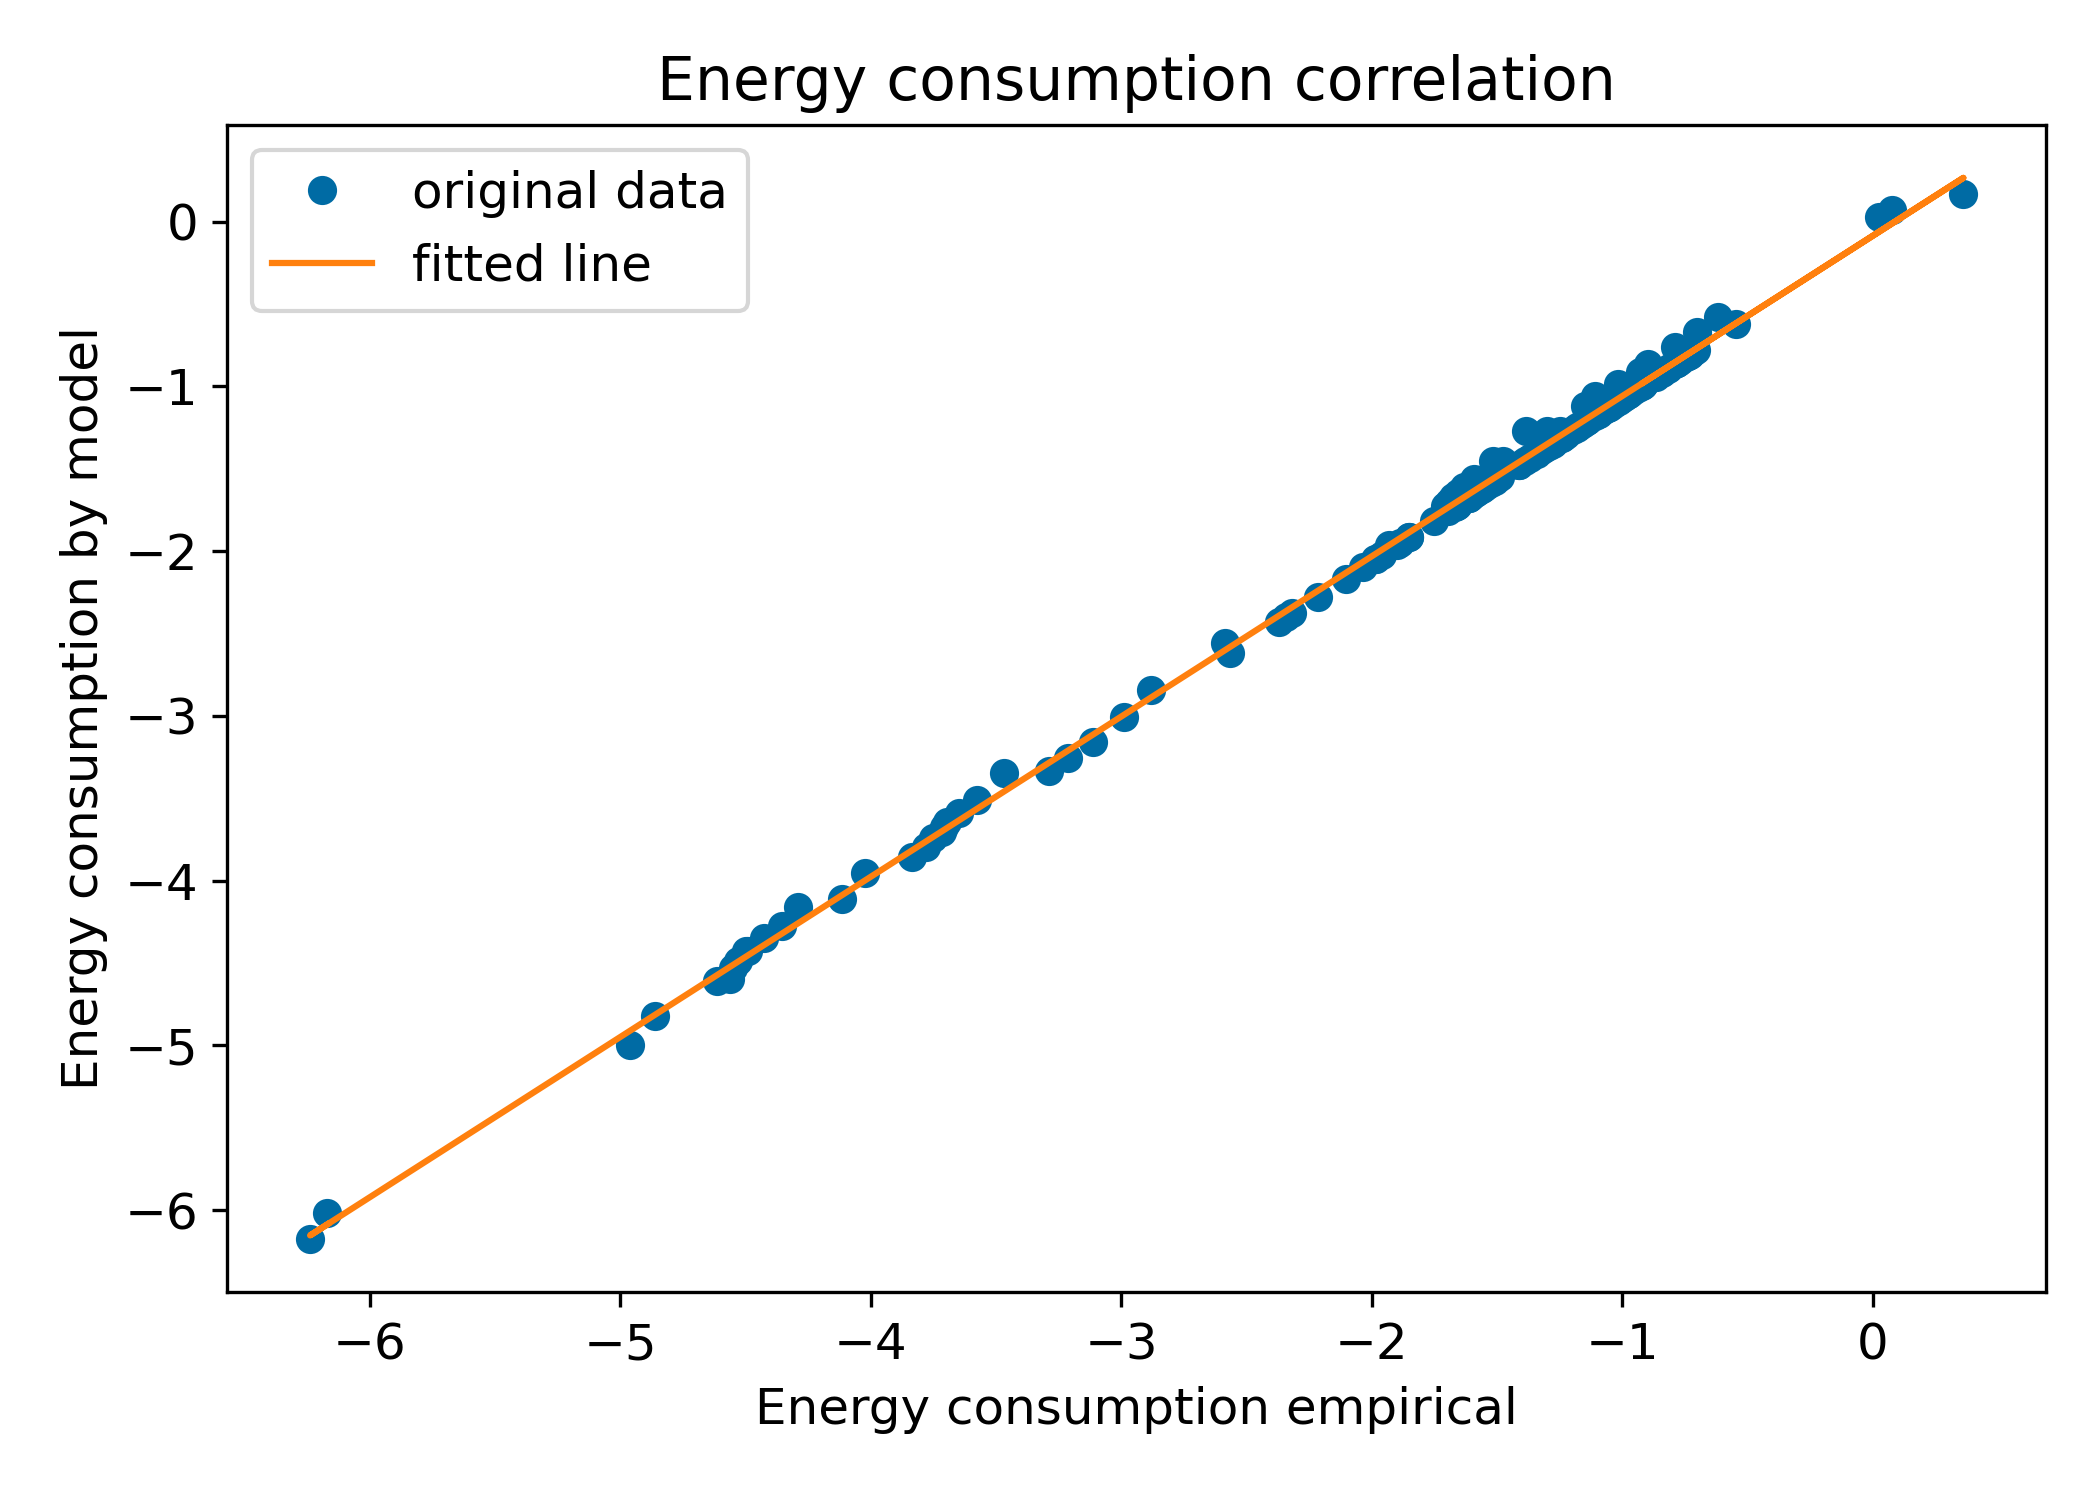 Energy consumption correlation
original data
fitted line
Energy consumption by model
0
−1
−2
−3
−4
−5
−6
−6 −5 −4 −3 −2 −1 0
Energy consumption empirical